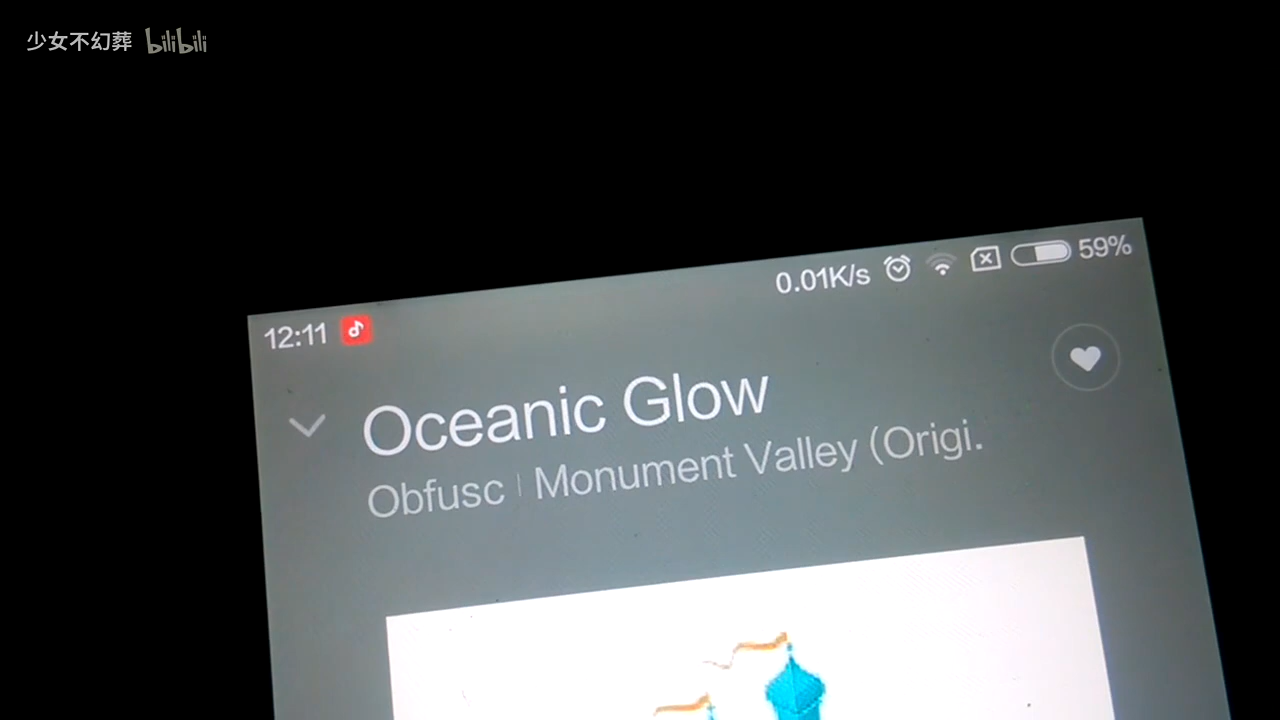 少女不幻葬 bilibili
0.01K/s 59%
12:11
Oceanic Glow
Obfusc | Monument Valley (Origi.